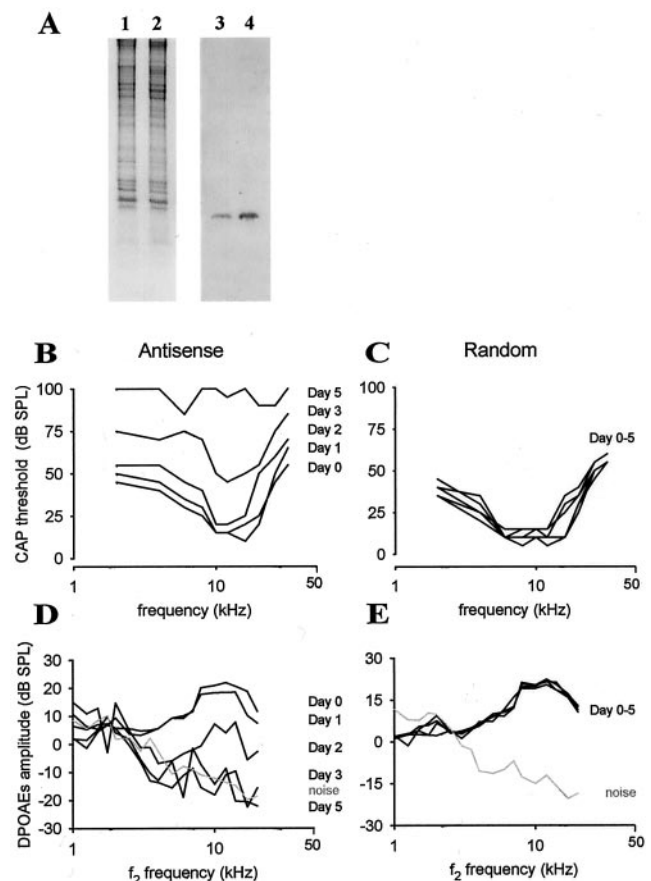 A
1 2 3 4
B Antisense
C Random
CAP threshold (dB SPL)
100
75
50
25
0
Day 5
Day 3
Day 2
Day 1
Day 0
1 10 50
frequency (kHz)
100
75
50
25
0
Day 0-5
1 10 50
frequency (kHz)
D
E
DPOAEs amplitude (dB SPL)
30
20
10
0
-10
-20
-30
Day 0
Day 1
Day 2
Day 3
noise
Day 5
1 10 50
f2 frequency (kHz)
30
15
0
-15
-30
Day 0-5
noise
1 10 50
f2 frequency (kHz)